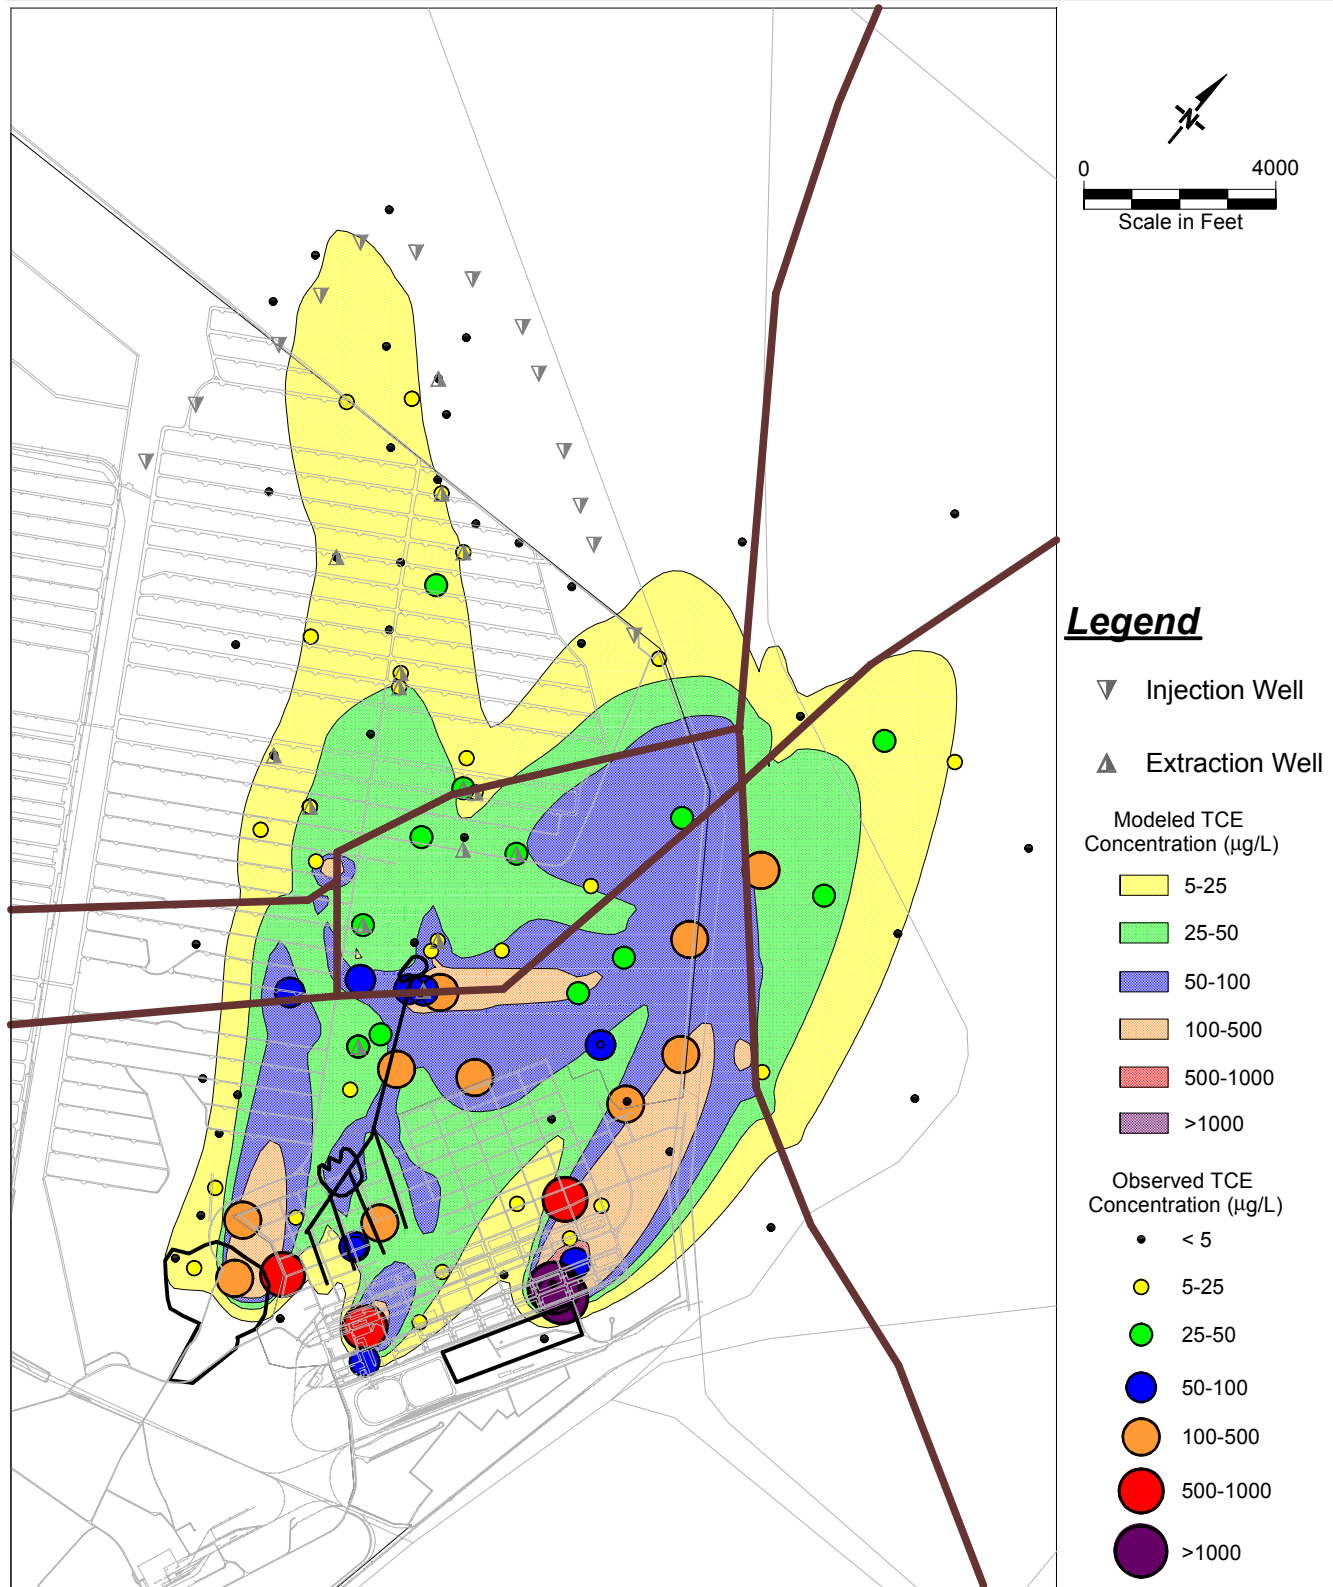 N
0 4000
Scale in Feet
Legend
Injection Well
Extraction Well
Modeled TCE
Concentration (µg/L)
5-25
25-50
50-100
100-500
500-1000
>1000
Observed TCE
Concentration (µg/L)
< 5
5-25
25-50
50-100
100-500
500-1000
>1000